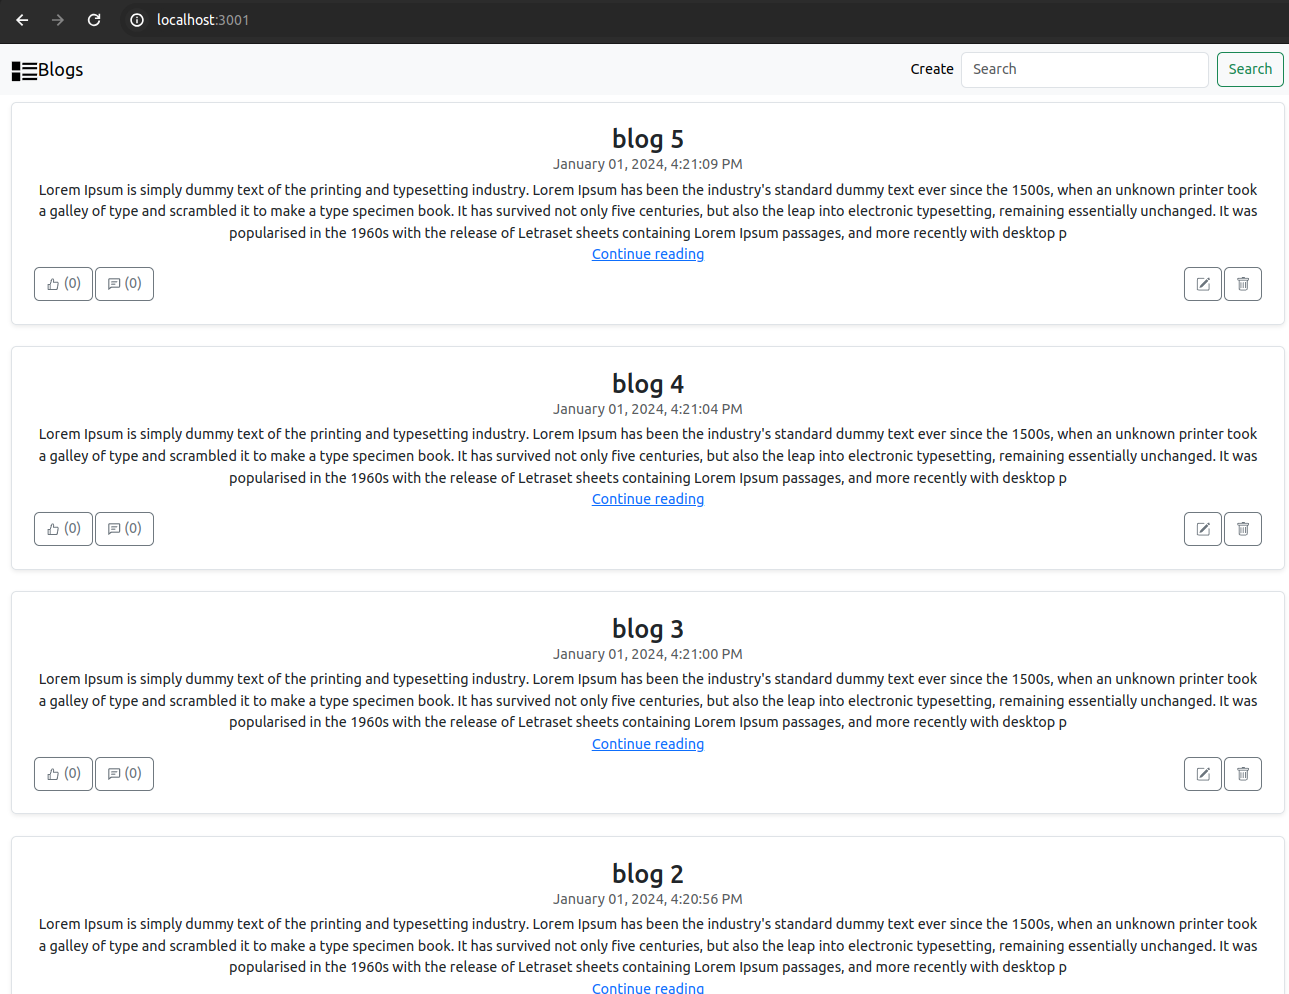 localhost:3001
Blogs Create Search Search
blog 5
January 01, 2024, 4:21:09 PM
Lorem Ipsum is simply dummy text of the printing and typesetting industry. Lorem Ipsum has been the industry's standard dummy text ever since the 1500s, when an unknown printer took
a galley of type and scrambled it to make a type specimen book. It has survived not only five centuries, but also the leap into electronic typesetting, remaining essentially unchanged. It was
popularised in the 1960s with the release of Letraset sheets containing Lorem Ipsum passages, and more recently with desktop p
Continue reading
(0) (0)
blog 4
January 01, 2024, 4:21:04 PM
Lorem Ipsum is simply dummy text of the printing and typesetting industry. Lorem Ipsum has been the industry's standard dummy text ever since the 1500s, when an unknown printer took
a galley of type and scrambled it to make a type specimen book. It has survived not only five centuries, but also the leap into electronic typesetting, remaining essentially unchanged. It was
popularised in the 1960s with the release of Letraset sheets containing Lorem Ipsum passages, and more recently with desktop p
Continue reading
(0) (0)
blog 3
January 01, 2024, 4:21:00 PM
Lorem Ipsum is simply dummy text of the printing and typesetting industry. Lorem Ipsum has been the industry's standard dummy text ever since the 1500s, when an unknown printer took
a galley of type and scrambled it to make a type specimen book. It has survived not only five centuries, but also the leap into electronic typesetting, remaining essentially unchanged. It was
popularised in the 1960s with the release of Letraset sheets containing Lorem Ipsum passages, and more recently with desktop p
Continue reading
(0) (0)
blog 2
January 01, 2024, 4:20:56 PM
Lorem Ipsum is simply dummy text of the printing and typesetting industry. Lorem Ipsum has been the industry's standard dummy text ever since the 1500s, when an unknown printer took
a galley of type and scrambled it to make a type specimen book. It has survived not only five centuries, but also the leap into electronic typesetting, remaining essentially unchanged. It was
popularised in the 1960s with the release of Letraset sheets containing Lorem Ipsum passages, and more recently with desktop p
Continue reading